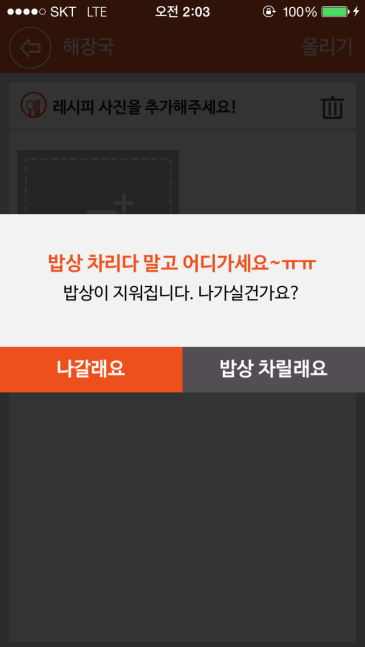 SKT LTE 오전 2:03 100%
해장국 올리기
레시피 사진을 추가해주세요!
밥상 차리다 말고 어디가세요~ㅠㅠ
밥상이 지워집니다. 나가실건가요?
나갈래요 밥상 차릴래요